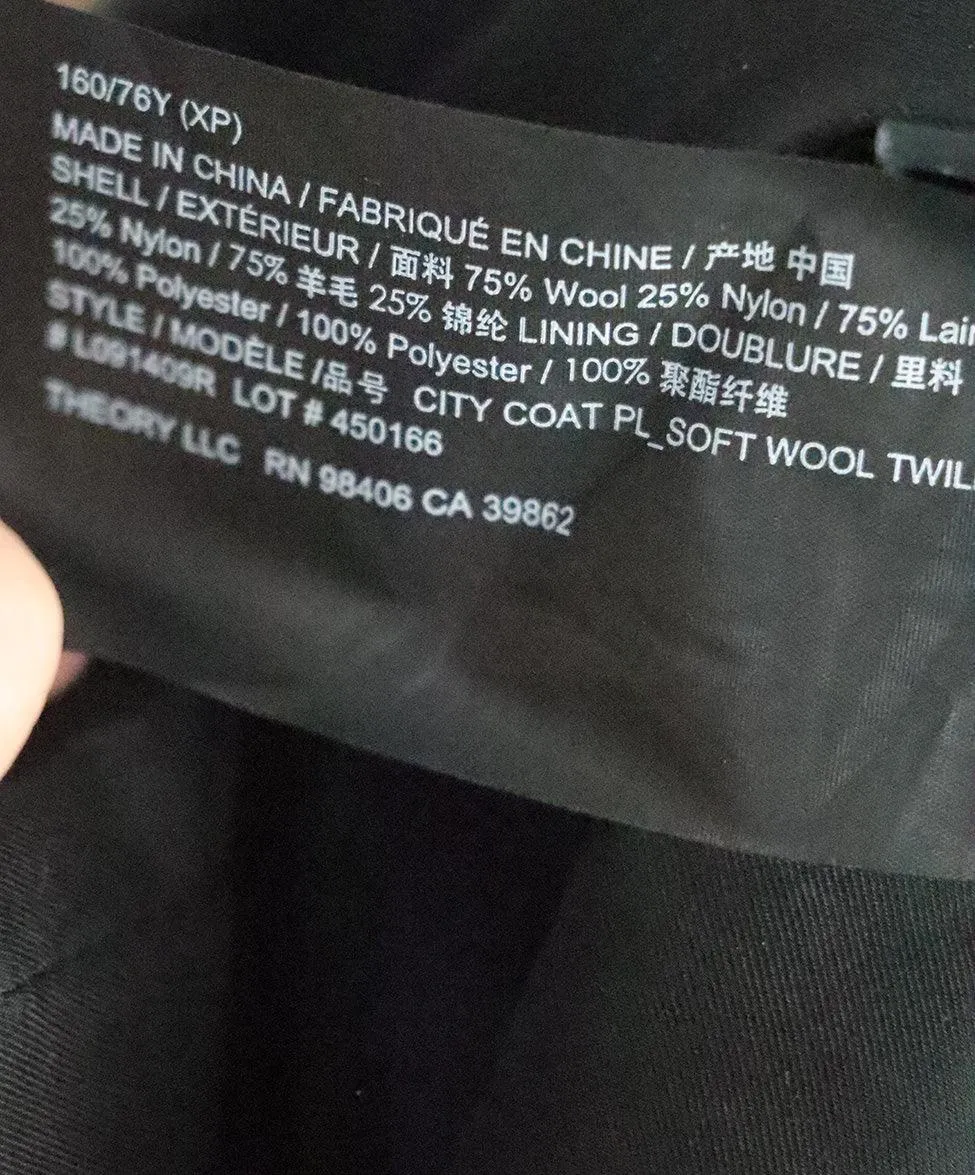 160/76Y (XP)
MADE IN CHINA / FABRIQUÉ EN CHINE / 产地 中国
SHELL / EXTÉRIEUR / 面料 75% Wool 25% Nylon / 75% Lai
25% Nylon / 75% 羊毛 25% 锦纶 LINING / DOUBLURE / 里料
100% Polyester / 100% Polyester / 100% 聚酯纤维
STYLE / MODÈLE /品号 CITY COAT PL_SOFT WOOL TWIL
# L091409R LOT # 450166
THEORY LLC RN 98406 CA 39862